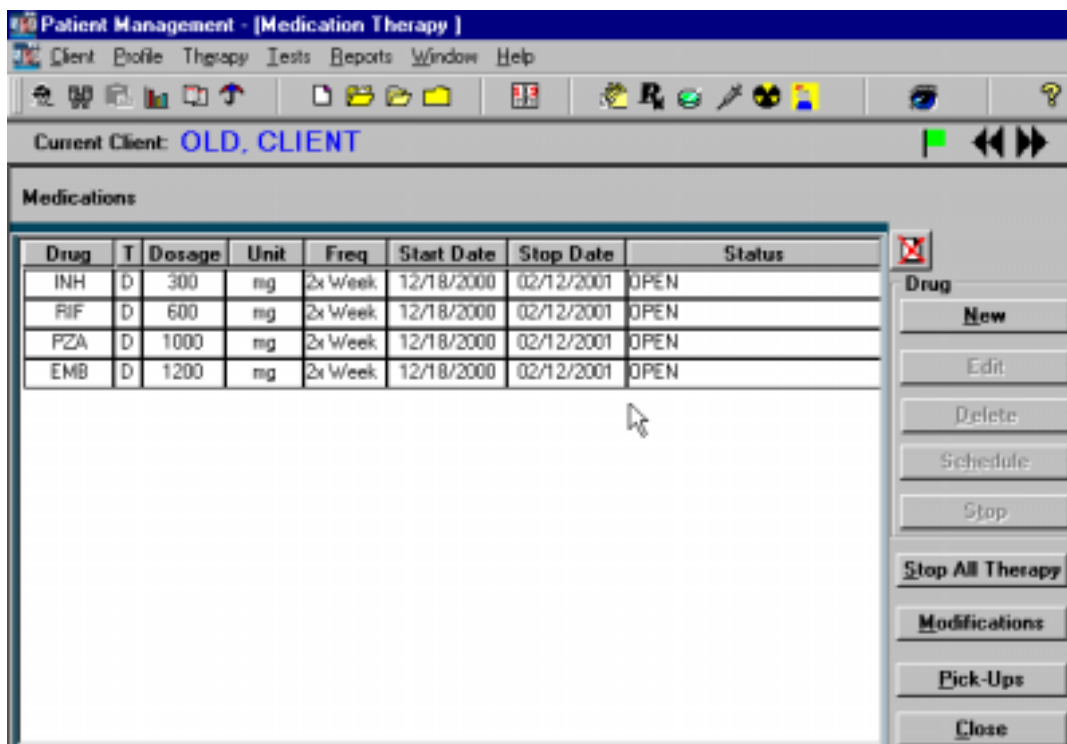 Patient Management - [Medication Therapy ]
Client Profile Therapy Tests Reports Window Help
Current Client: OLD, CLIENT
Medications
Drug T Dosage Unit Freq Start Date Stop Date Status
INH D 300 mg 2x Week 12/18/2000 02/12/2001 OPEN
RIF D 600 mg 2x Week 12/18/2000 02/12/2001 OPEN
PZA D 1000 mg 2x Week 12/18/2000 02/12/2001 OPEN
EMB D 1200 mg 2x Week 12/18/2000 02/12/2001 OPEN
Drug
New
Edit
Delete
Schedule
Stop
Stop All Therapy
Modifications
Pick-Ups
Close